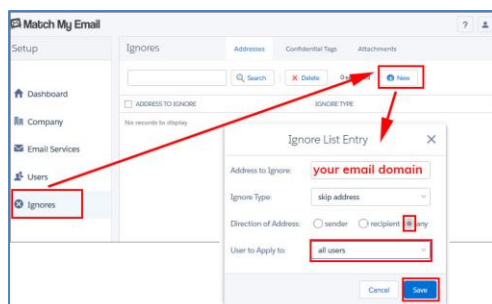 Match My Email
?
Setup
Ignores
Addresses
Confidential Tags
Attachments
Search
Delete
New
Dashboard
ADDRESS TO IGNORE
IGNORE TYPE
No records to display
Company
Email Services
Users
Ignores
Ignore List Entry
Address to Ignore:
your email domain
Ignore Type:
skip address
Direction of Address:
sender
recipient
any
User to Apply to:
all users
Cancel
Save